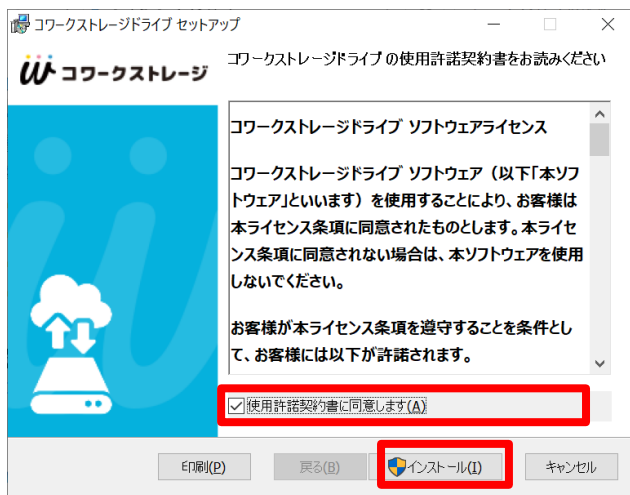 コワークストレージドライブ セットアップ
コワークストレージ
コワークストレージドライブ の使用許諾契約書をお読みください
コワークストレージドライブ ソフトウェアライセンス
コワークストレージドライブ ソフトウェア（以下「本ソフ
トウェア」といいます）を使用することにより、お客様は
本ライセンス条項に同意されたものとします。本ライセ
ンス条項に同意されない場合は、本ソフトウェアを使用
しないでください。
お客様が本ライセンス条項を遵守することを条件とし
て、お客様には以下が許諾されます。
使用許諾契約書に同意します(A)
印刷(P)
戻る(B)
インストール(I)
キャンセル